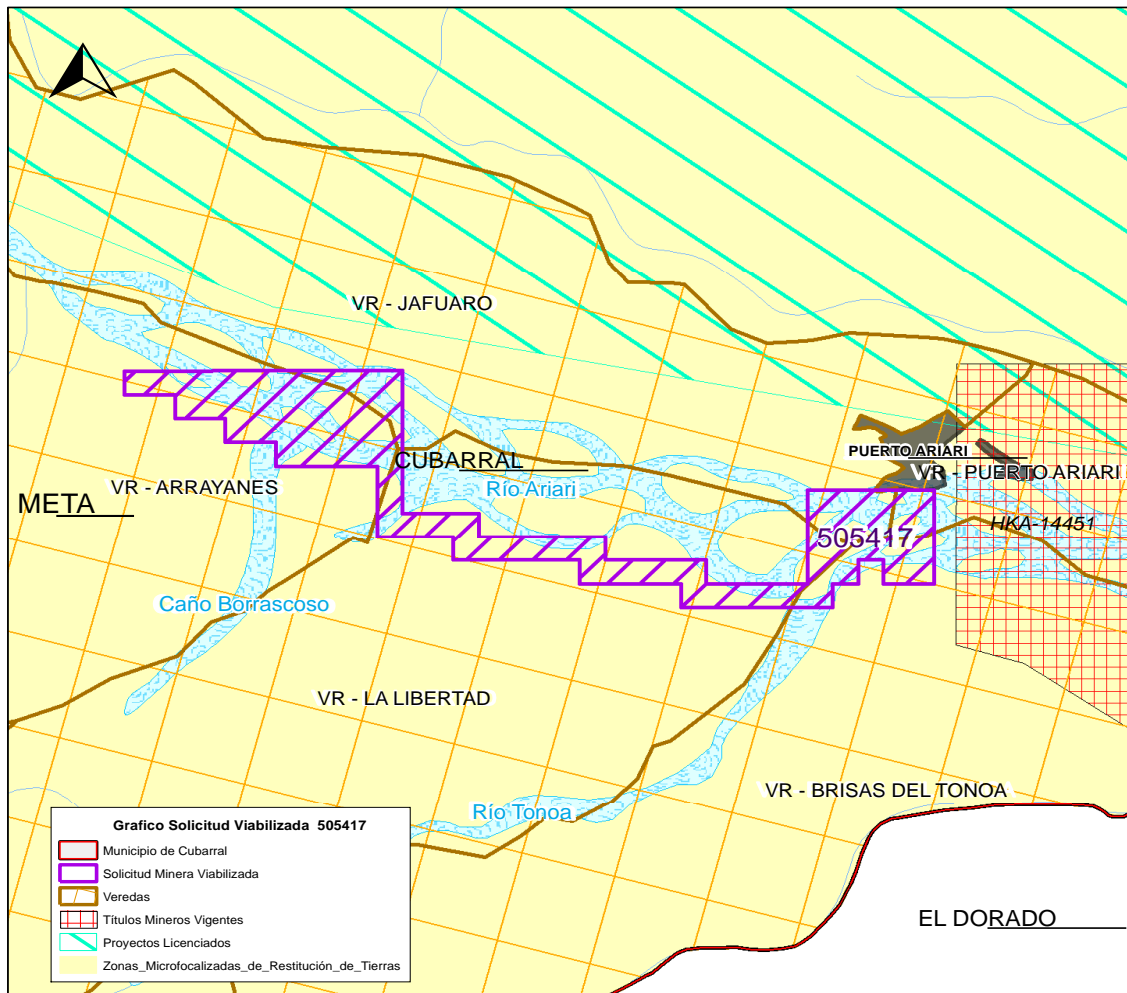 VR - JAFUARO
PUERTO ARIARI
CUBARRAL
VR - PUERTO ARIARI
VR - ARRAYANES
Río Ariari
META
HKA-14451
505417
Caño Borrascoso
VR - LA LIBERTAD
VR - BRISAS DEL TONOA
Río Tonoa
Grafico Solicitud Viabilizada 505417
Municipio de Cubarral
Solicitud Minera Viabilizada
Veredas
Títulos Mineros Vigentes
Proyectos Licenciados
Zonas_Microfocalizadas_de_Restitución_de_Tierras
EL DORADO